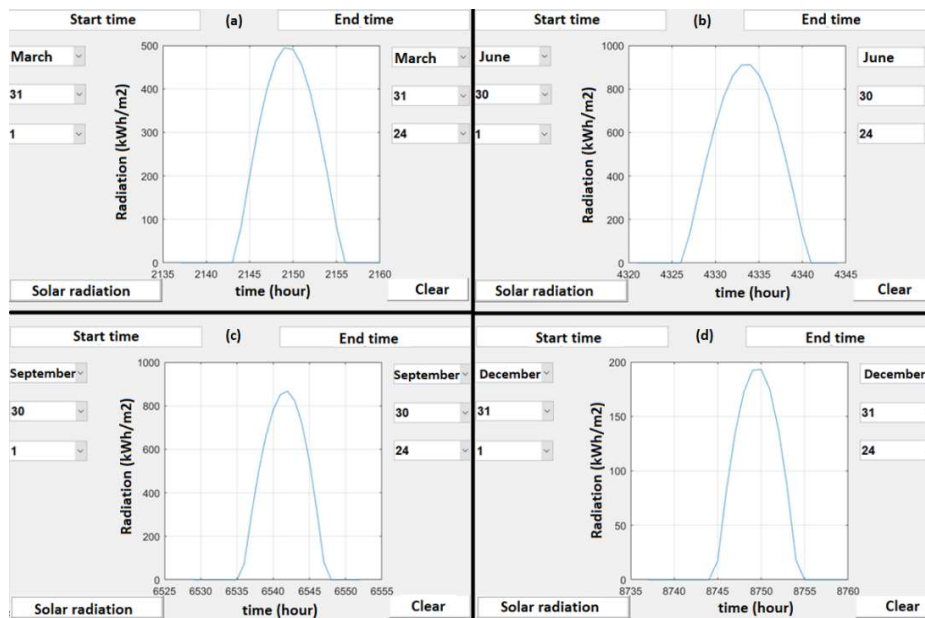 Start time (a) End time
March
31
1
Radiation (kWh/m2)
500
400
300
200
100
0
2135 2140 2145 2150 2155 2160
time (hour)
March
31
24
Solar radiation
Clear
Start time (b) End time
June
30
1
Radiation (kWh/m2)
1000
800
600
400
200
0
4320 4325 4330 4335 4340 4345
time (hour)
June
30
24
Solar radiation
Clear
Start time (c) End time
September
30
1
Radiation (kWh/m2)
1000
800
600
400
200
0
6525 6530 6535 6540 6545 6550 6555
time (hour)
September
30
24
Solar radiation
Clear
Start time (d) End time
December
31
1
Radiation (kWh/m2)
200
150
100
50
0
8735 8740 8745 8750 8755 8760
time (hour)
December
31
24
Solar radiation
Clear